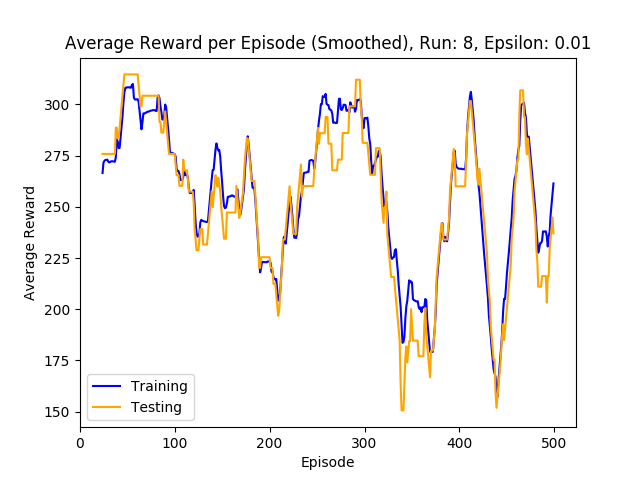 Average Reward per Episode (Smoothed), Run: 8, Epsilon: 0.01
Average Reward
300
275
250
225
200
175
150
Training
Testing
0 100 200 300 400 500
Episode